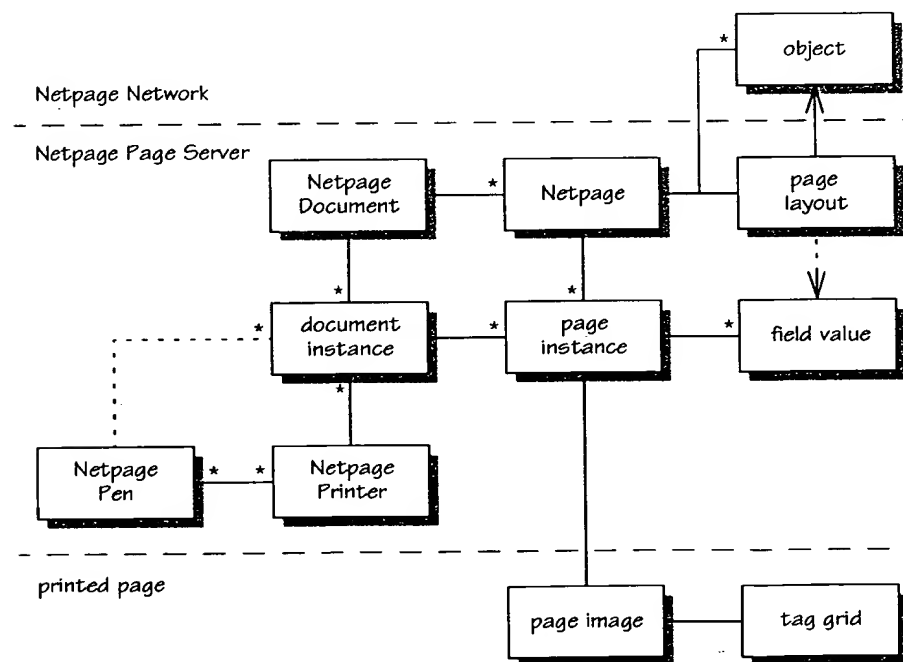 *
object
Netpage Network
Netpage Page Server
Netpage
Document
*
Netpage
page
layout
*
*
*
document
instance
*
page
instance
*
field value
*
Netpage
Pen
*
*
Netpage
Printer
printed page
page image
tag grid